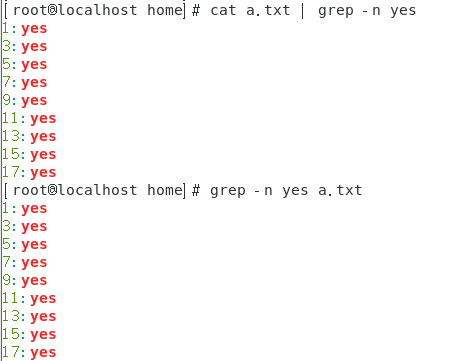 [root@localhost home]# cat a.txt | grep -n yes
1:yes
3:yes
5:yes
7:yes
9:yes
11:yes
13:yes
15:yes
17:yes
[root@localhost home]# grep -n yes a.txt
1:yes
3:yes
5:yes
7:yes
9:yes
11:yes
13:yes
15:yes
17:yes